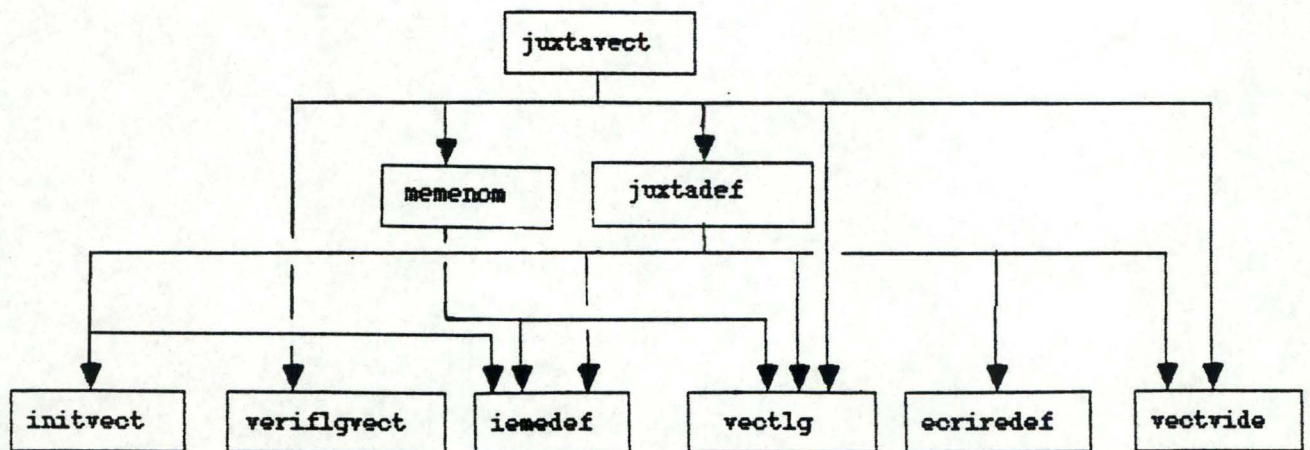 juxtavect
memenom
juxtadef
initvect
veriflgvect
iemedef
vectlg
ecriredef
vectvide